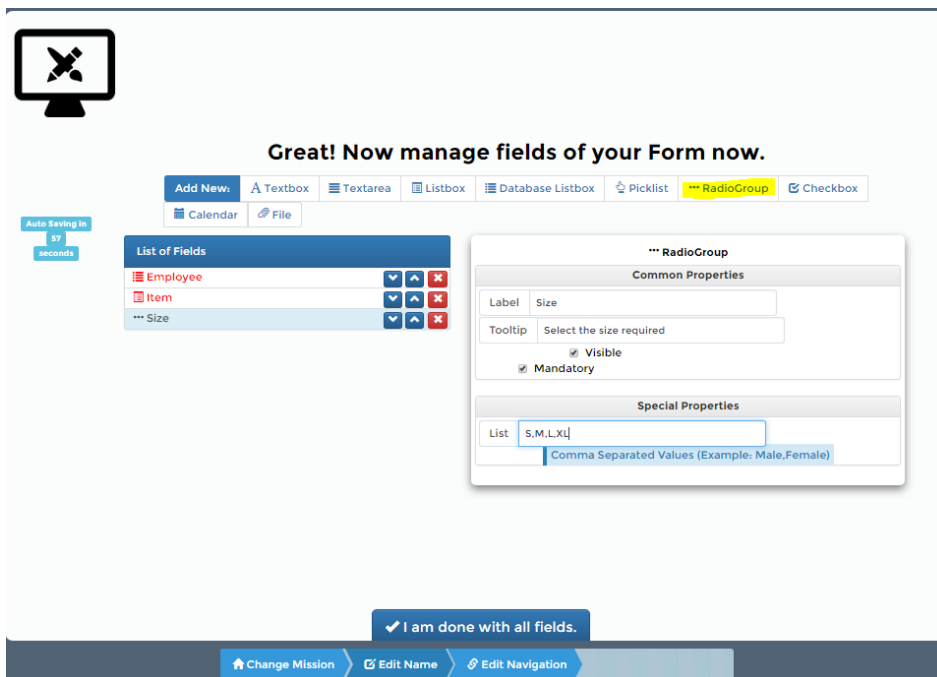 Great! Now manage fields of your Form now.
Add New: A Textbox Textarea Listbox Database Listbox Picklist RadioGroup Checkbox
Calendar File
Auto Saving in
57
seconds
List of Fields
Employee
Item
Size
RadioGroup
Common Properties
Label Size
Tooltip Select the size required
Visible
Mandatory
Special Properties
List S,M,L,XL
Comma Separated Values (Example: Male,Female)
I am done with all fields.
Change Mission Edit Name Edit Navigation